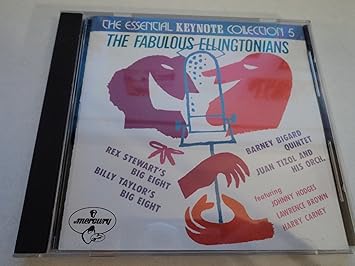 THE ESSENTIAL KEYNOTE COLLECTION 5
THE FABULOUS ELLINGTONIANS
REX STEWART'S
BIG EIGHT
BILLY TAYLOR'S
BIG EIGHT
BARNEY BIGARD
QUINTET
JUAN TIZOL AND
HIS ORCH.
featuring
JOHNNY HODGES
LAWRENCE BROWN
HARRY CARNEY
mercury